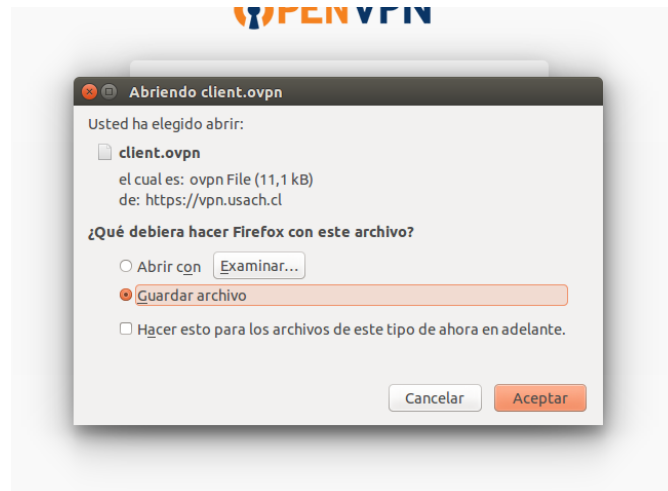 OPENVPN
Abriendo client.ovpn
Usted ha elegido abrir:
client.ovpn
el cual es: ovpn File (11,1 kB)
de: https://vpn.usach.cl
¿Qué debiera hacer Firefox con este archivo?
Abrir con Examinar...
Guardar archivo
Hacer esto para los archivos de este tipo de ahora en adelante.
Cancelar Aceptar